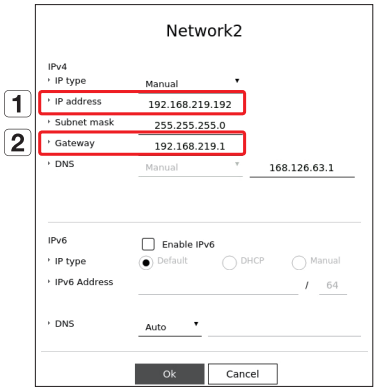 Network2
IPv4
IP type Manual
1 IP address 192.168.219.192
Subnet mask 255.255.255.0
2 Gateway 192.168.219.1
DNS Manual 168.126.63.1
IPv6 Enable IPv6
IP type Default DHCP Manual
IPv6 Address / 64
DNS Auto
Ok Cancel